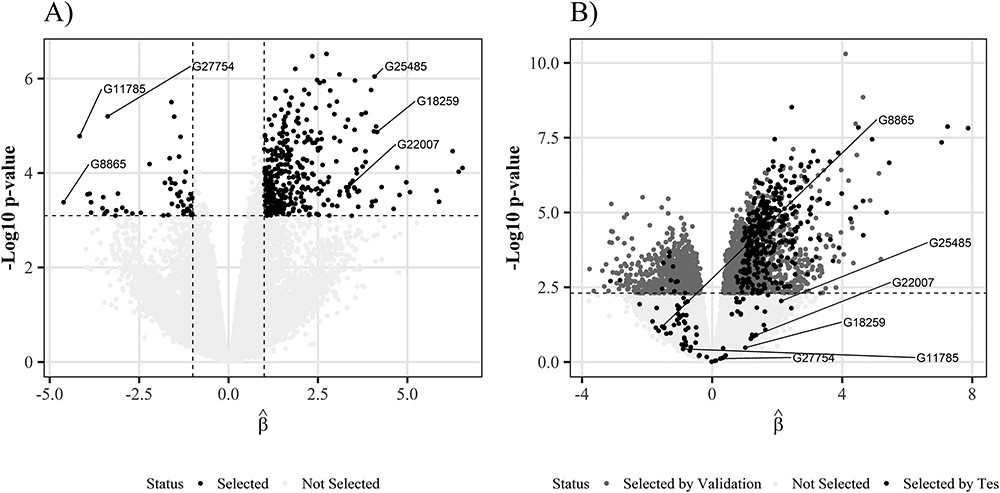 A)
-Log10 p-value
6
4
2
0
-5.0 -2.5 0.0 2.5 5.0
β̂
G27754
G11785
G8865
G25485
G18259
G22007
Status Selected Not Selected
B)
-Log10 p-value
10.0
7.5
5.0
2.5
0.0
-4 0 4 8
β̂
G8865
G25485
G22007
G18259
G27754
G11785
Status Selected by Validation Not Selected Selected by Tes